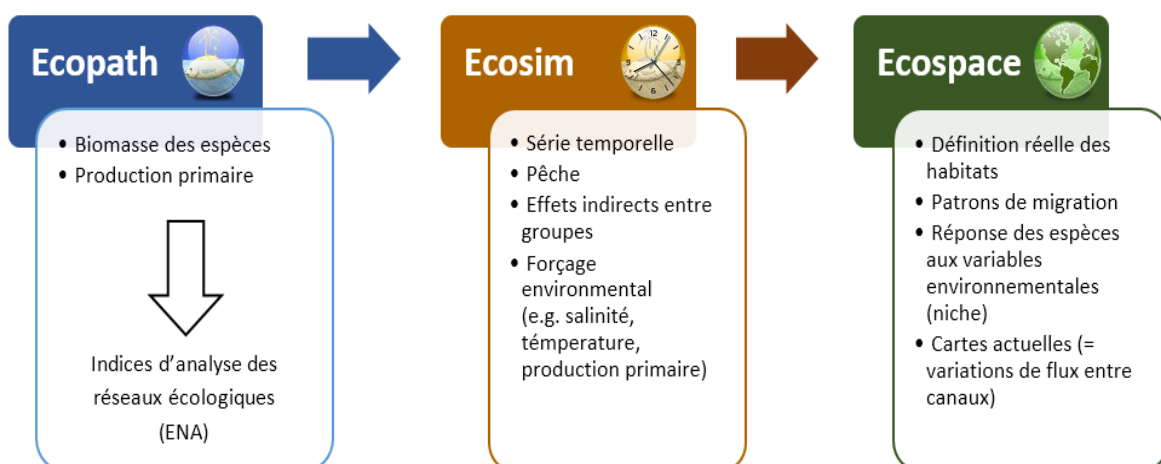 Ecopath
• Biomasse des espèces
• Production primaire
Indices d'analyse des
réseaux écologiques
(ENA)
Ecosim
• Série temporelle
• Pêche
• Effets indirects entre
groupes
• Forçage
environmental
(e.g. salinité,
témperature,
production primaire)
Ecospace
• Définition réelle des
habitats
• Patrons de migration
• Réponse des espèces
aux variables
environnementales
(niche)
• Cartes actuelles (=
variations de flux entre
canaux)